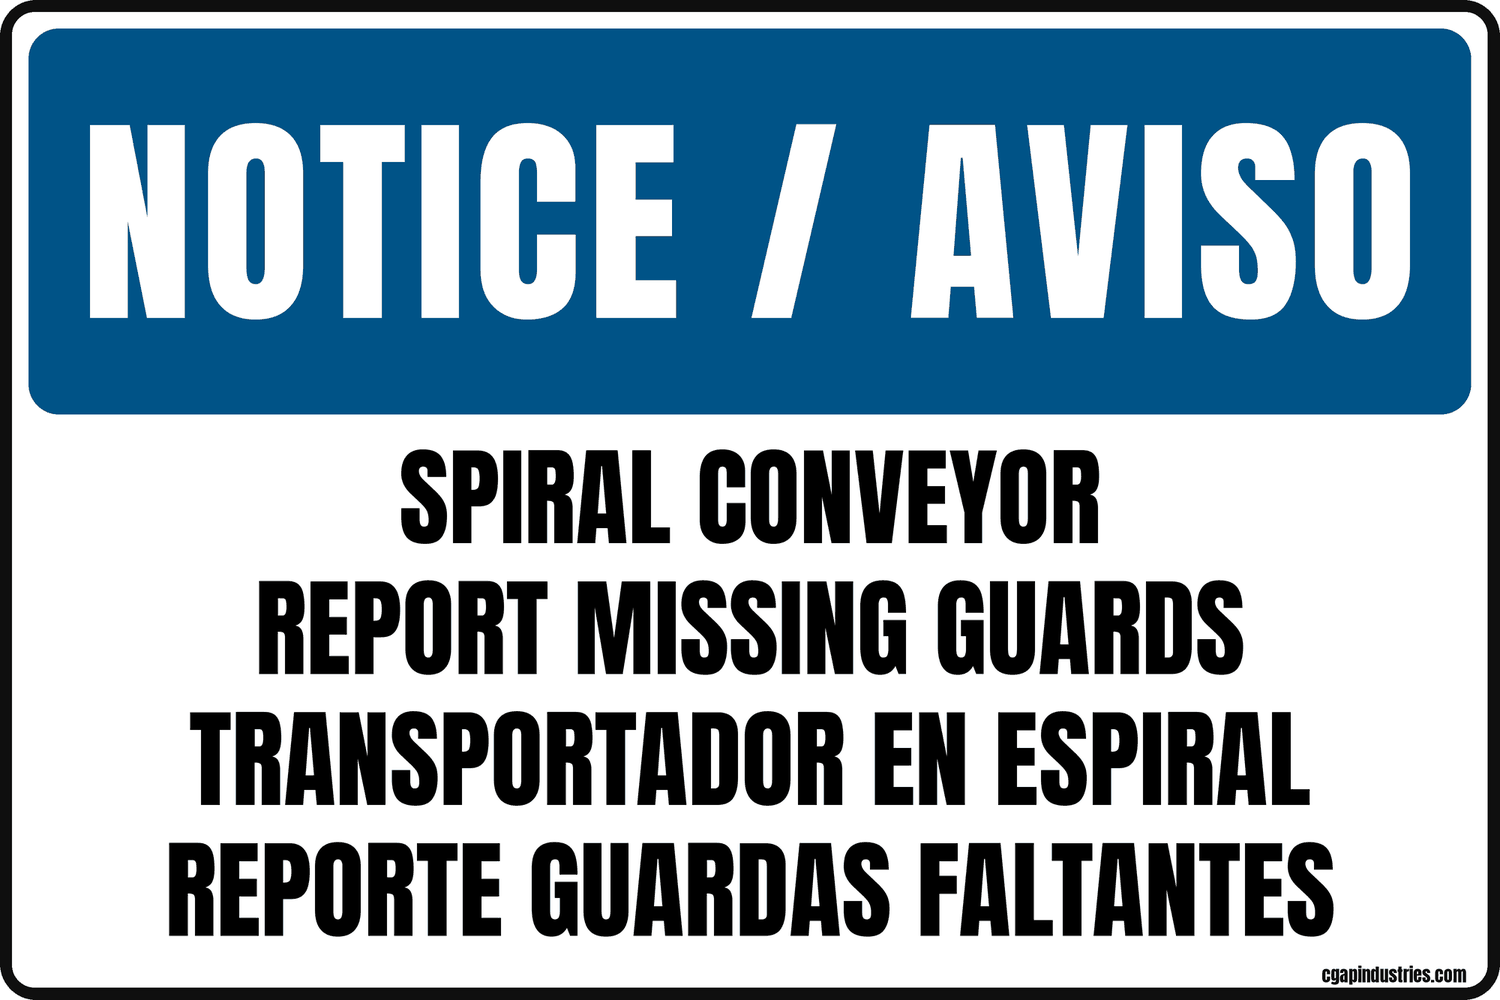 NOTICE / AVISO
SPIRAL CONVEYOR
REPORT MISSING GUARDS
TRANSPORTADOR EN ESPIRAL
REPORTE GUARDAS FALTANTES
cgapindustries.com